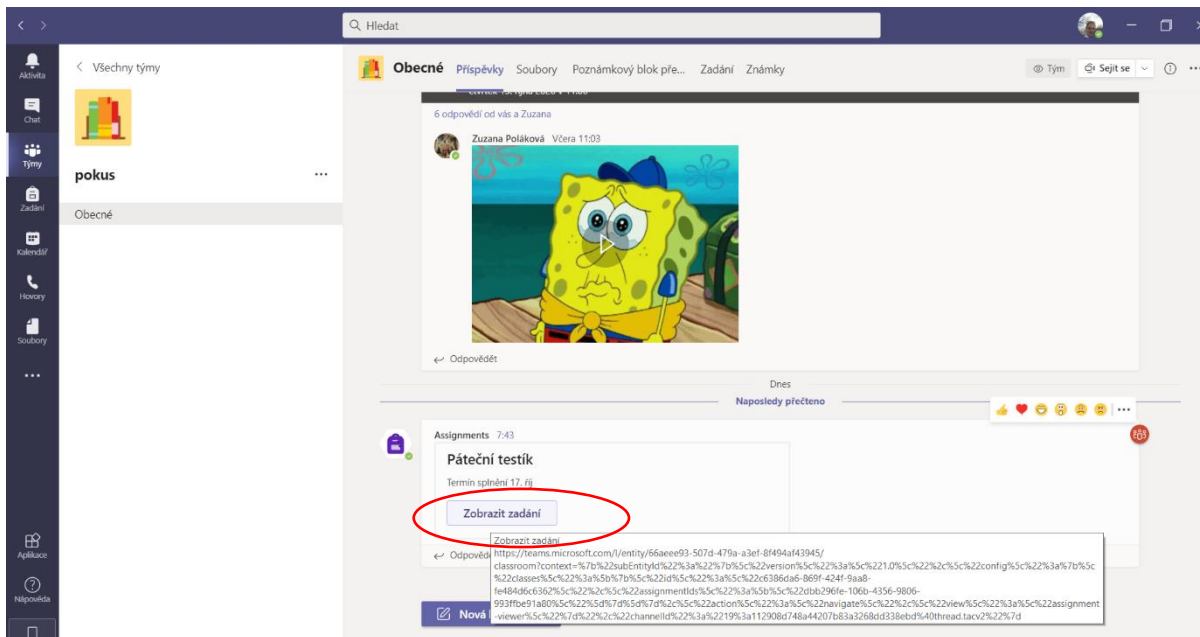 Hledat
Aktivita
Chat
Týmy
Zadání
Kalendář
Hovory
Soubory
Aplikace
Nápověda
Všechny týmy
pokus
Obecné
Obecné Příspěvky Soubory Poznámkový blok pře... Zadání Známky
Tým Sejít se
6 odpovědí od vás a Zuzana
Zuzana Poláková Včera 11:03
Odpovědět
Dnes
Naposledy přečteno
Assignments 7:43
Páteční testík
Termín splnění 17. říj
Zobrazit zadání
Zobrazit zadání
https://teams.microsoft.com/l/entity/66aeee93-507d-479a-a3ef-8f494af43945/
classroom?context=%7b%22subEntityId%22%3a%22%7b%5c%22version%5c%22%3a%5c%221.0%5c%22%2c%5c%22config%5c%22%3a%7b%5c
%22classes%5c%22%3a%5b%7b%5c%22id%5c%22%3a%5c%22c6386da6-869f-424f-9aa8-
fe484d6c6362%5c%22%2c%5c%22assignmentIds%5c%22%3a%5b%5c%22dbb296fe-106b-4356-9806-
993ffbe91a80%5c%22%5d%7d%5d%7d%2c%5c%22action%5c%22%3a%5c%22navigate%5c%22%2c%5c%22view%5c%22%3a%5c%22assignment
-viewer%5c%22%7d%22%2c%22channelId%22%3a%2219%3a112908d748a44207b83a3268dd338ebd%40thread.tacv2%22%7d
Nová